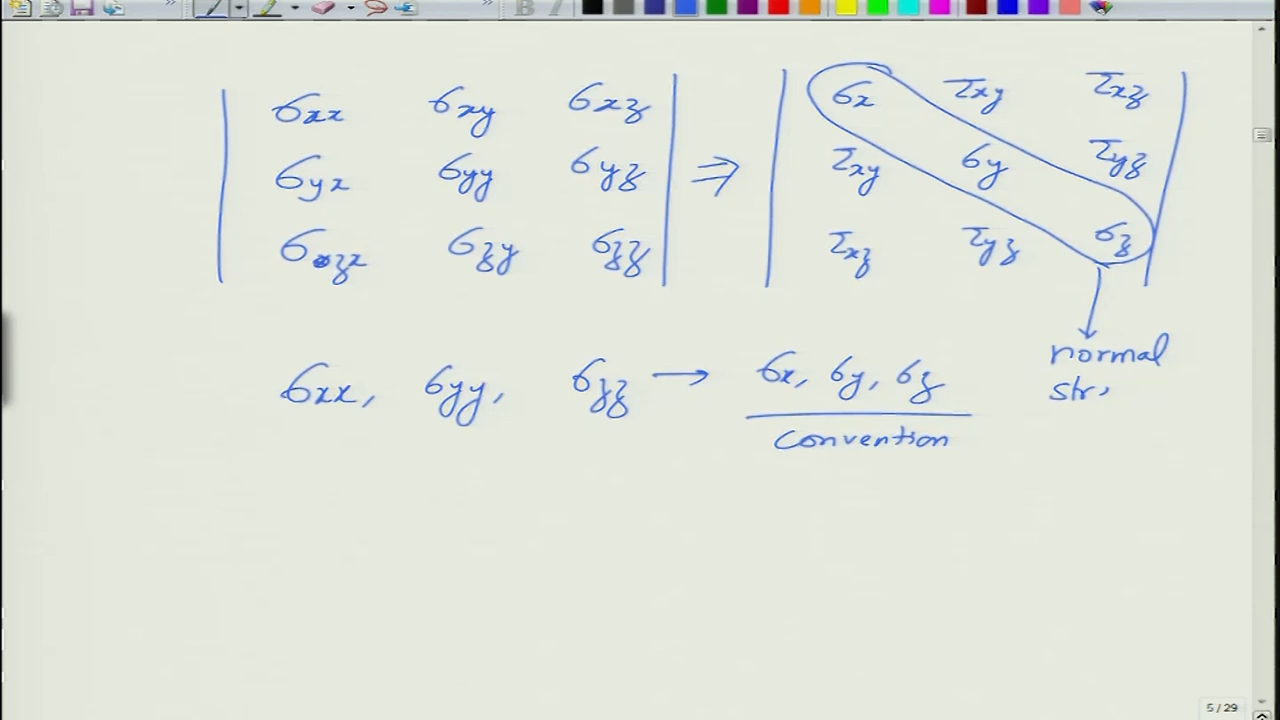 | σxx σxy σxz | ⇒ | σx τxy τxz |
| σyx σyy σyz | | τxy σy τyz |
| σzx σzy σzz | | τxz τyz σz |
normal
str
σxx, σyy, σzz → σx, σy, σz
convention
5 / 29